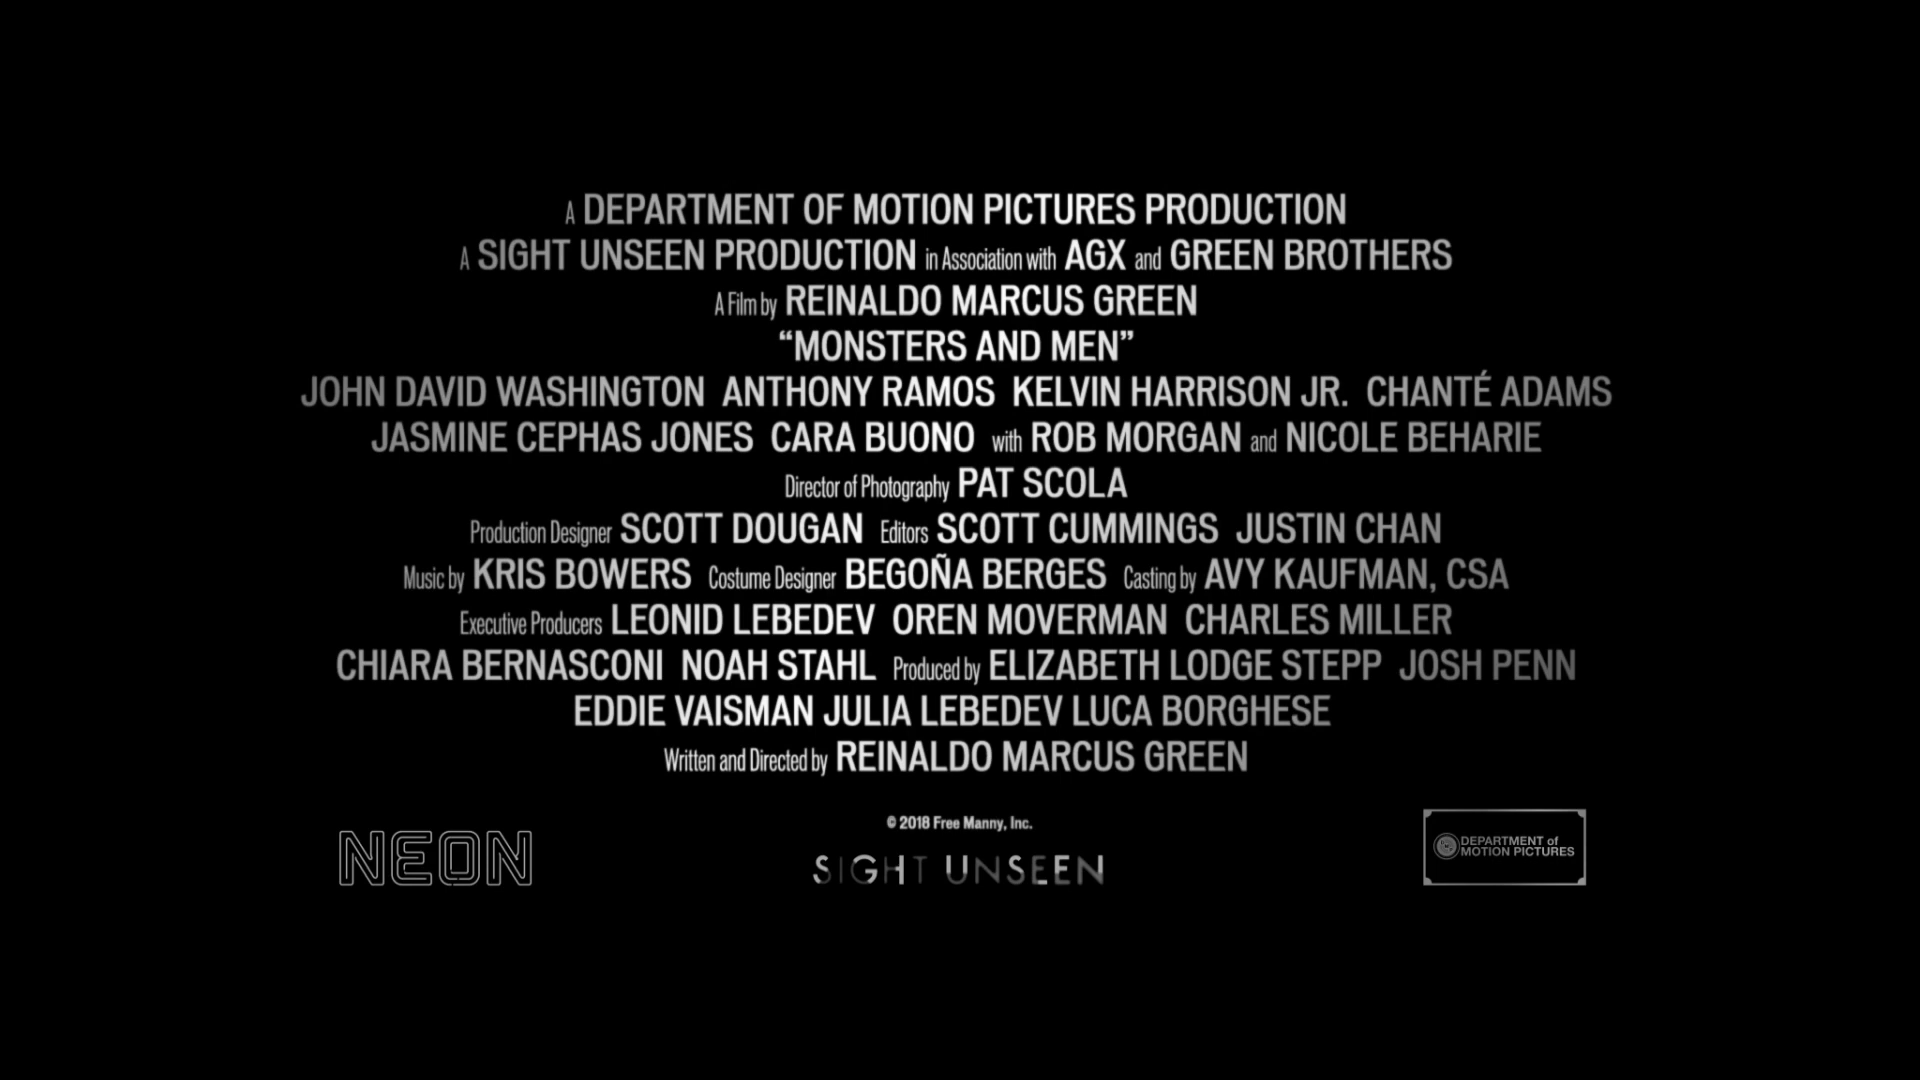 A DEPARTMENT OF MOTION PICTURES PRODUCTION
A SIGHT UNSEEN PRODUCTION in Association with AGX and GREEN BROTHERS
A Film by REINALDO MARCUS GREEN
“MONSTERS AND MEN”
JOHN DAVID WASHINGTON ANTHONY RAMOS KELVIN HARRISON JR. CHANTÉ ADAMS
JASMINE CEPHAS JONES CARA BUONO with ROB MORGAN and NICOLE BEHARIE
Director of Photography PAT SCOLA
Production Designer SCOTT DOUGAN Editors SCOTT CUMMINGS JUSTIN CHAN
Music by KRIS BOWERS Costume Designer BEGOÑA BERGES Casting by AVY KAUFMAN, CSA
Executive Producers LEONID LEBEDEV OREN MOVERMAN CHARLES MILLER
CHIARA BERNASCONI NOAH STAHL Produced by ELIZABETH LODGE STEPP JOSH PENN
EDDIE VAISMAN JULIA LEBEDEV LUCA BORGHESE
Written and Directed by REINALDO MARCUS GREEN
© 2018 Free Manny, Inc.
NEON
SIGHT UNSEEN
DEPARTMENT of
MOTION PICTURES